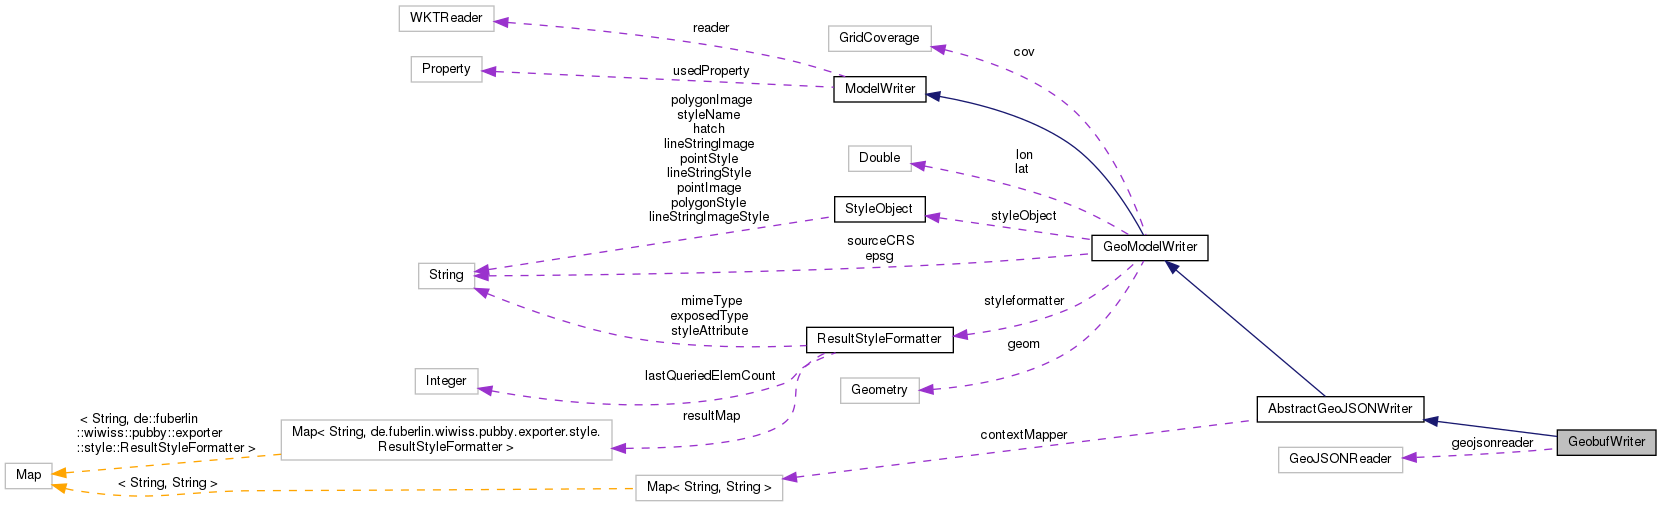 WKTReader
reader
GridCoverage
cov
Property
usedProperty
ModelWriter
polygonImage
styleName
hatch
lineStringImage
pointStyle
lineStringStyle
pointImage
polygonStyle
lineStringImageStyle
Double
lon
lat
StyleObject
styleObject
GeoModelWriter
sourceCRS
epsg
String
mimeType
exposedType
styleAttribute
styleformatter
ResultStyleFormatter
geom
Integer
lastQueriedElemCount
Geometry
resultMap
AbstractGeoJSONWriter
< String, de::fuberlin
::wiwiss::pubby::exporter
::style::ResultStyleFormatter >
Map< String, de.fuberlin.wiwiss.pubby.exporter.style.
ResultStyleFormatter >
contextMapper
geojsonreader
GeobufWriter
GeoJSONReader
Map
< String, String >
Map< String, String >